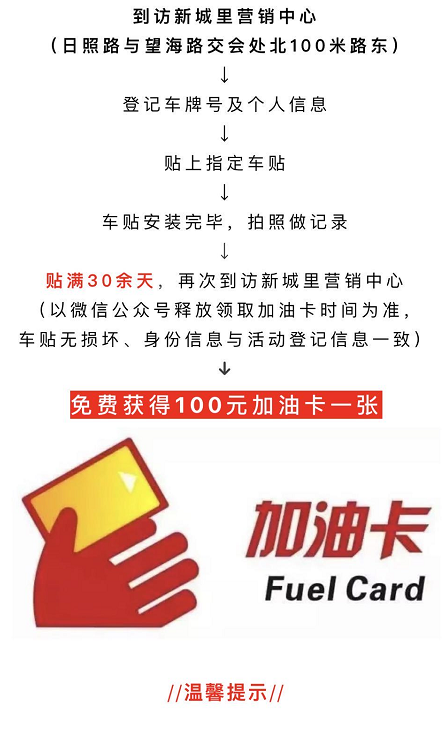 到访新城里营销中心
（日照路与望海路交会处北100米路东）
↓
登记车牌号及个人信息
↓
贴上指定车贴
↓
车贴安装完毕，拍照做记录
↓
贴满30余天，再次到访新城里营销中心
（以微信公众号释放领取加油卡时间为准，
车贴无损坏、身份信息与活动登记信息一致）
↓
免费获得100元加油卡一张
加油卡
Fuel Card
//温馨提示//